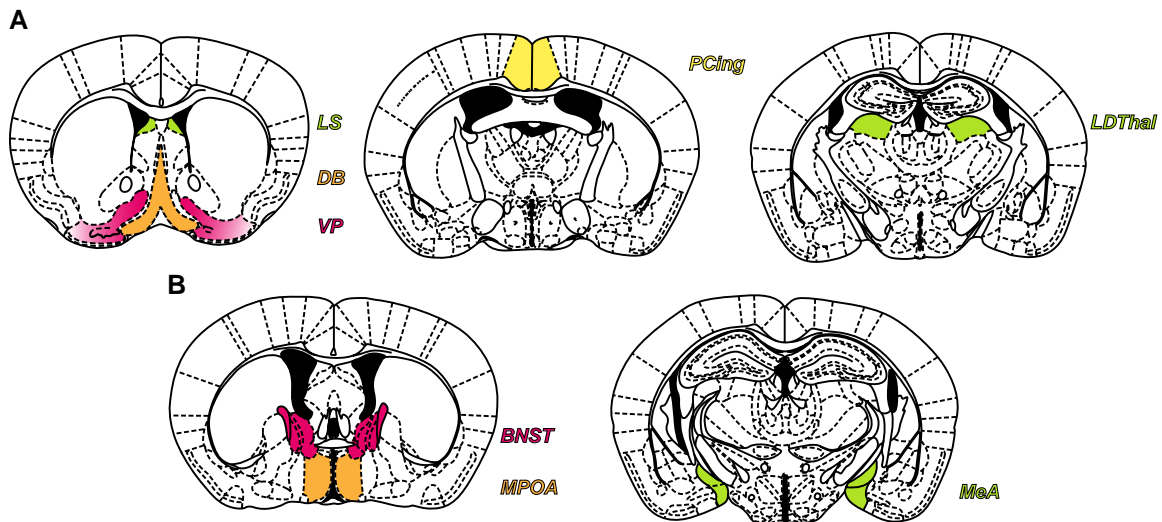 A
LS
DB
VP
PCing
LDThal
B
BNST
MPOA
MeA